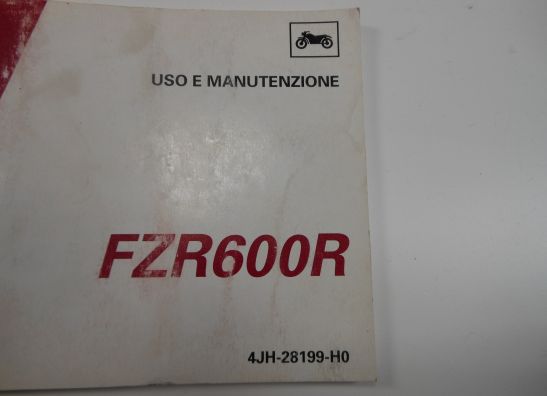 USO E MANUTENZIONE
FZR600R
4JH-28199-H0